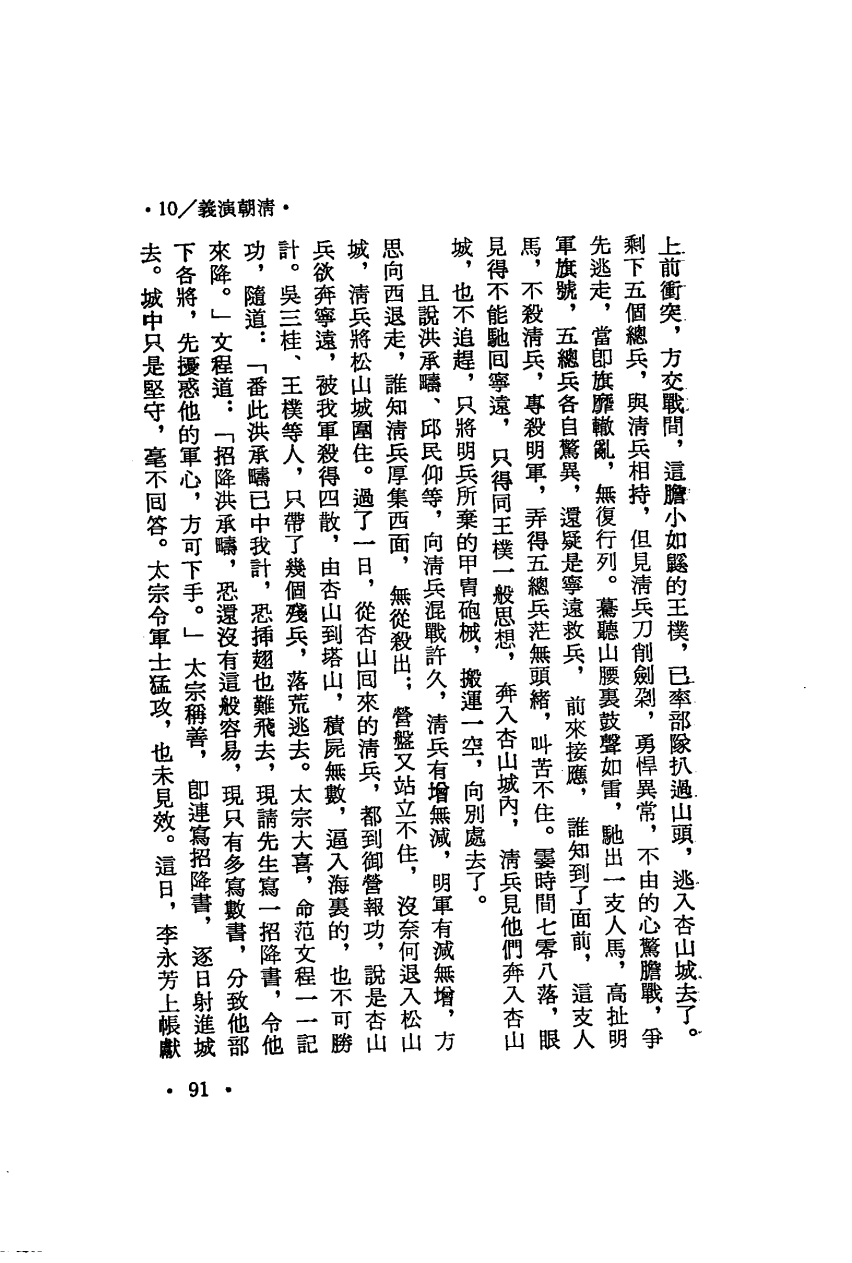 •10／義演朝清•
上前衝突，方交戰間，這膽小如鼷的王樸，已率部隊扒過山頭，逃入杏山城去了。
剩下五個總兵，與清兵相持，但見清兵刀削劍剁，勇悍異常，不由的心驚膽戰，爭
先逃走，當卽旗靡轍亂，無復行列。驀聽山腰裏鼓聲如雷，馳出一支人馬，高扯明
軍旗號，五總兵各自驚異，還疑是寧遠救兵，前來接應，誰知到了面前，這支人
馬，不殺清兵，專殺明軍，弄得五總兵茫無頭緒，叫苦不住。霎時間七零八落，眼
見得不能馳回寧遠，只得同王樸一般思想，奔入杏山城內，清兵見他們奔入杏山
城，也不追趕，只將明兵所棄的甲冑砲械，搬運一空，向別處去了。
且說洪承疇、邱民仰等，向清兵混戰許久，清兵有增無減，明軍有減無增，方
思向西退走，誰知清兵厚集西面，無從殺出；營盤又站立不住，沒奈何退入松山
城，清兵將松山城圍住。過了一日，從杏山回來的清兵，都到御營報功，說是杏山
兵欲奔寧遠，被我軍殺得四散，由杏山到塔山，積屍無數，逼入海裏的，也不可勝
計。吳三桂、王樸等人，只帶了幾個殘兵，落荒逃去。太宗大喜，命范文程一一記
功，隨道：「番此洪承疇已中我計，恐挿翅也難飛去，現請先生寫一招降書，令他
來降。」文程道：「招降洪承疇，恐還沒有這般容易，現只有多寫數書，分致他部
下各將，先擾惑他的軍心，方可下手。」太宗稱善，卽連寫招降書，逐日射進城
去。城中只是堅守，毫不回答。太宗令軍士猛攻，也未見效。這日，李永芳上帳獻
• 91 •